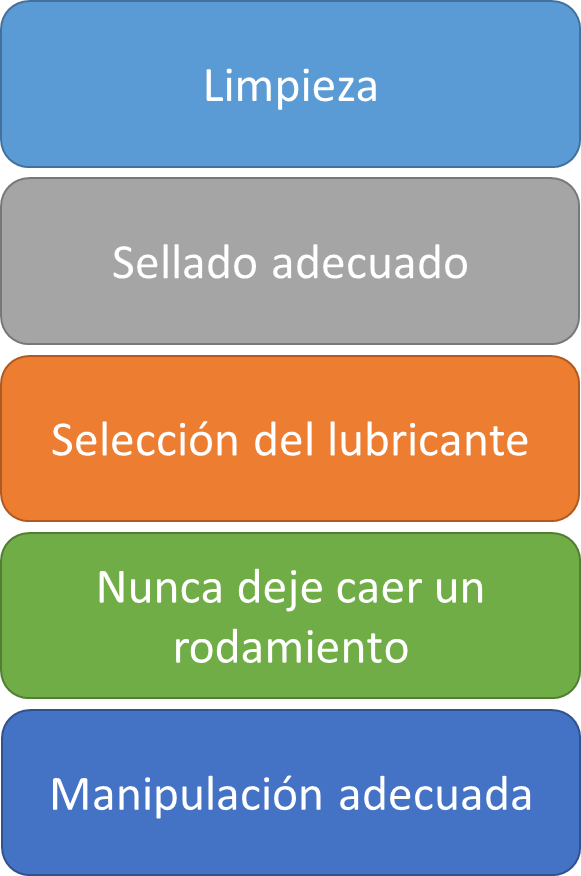 Limpieza
Sellado adecuado
Selección del lubricante
Nunca deje caer un
rodamiento
Manipulación adecuada